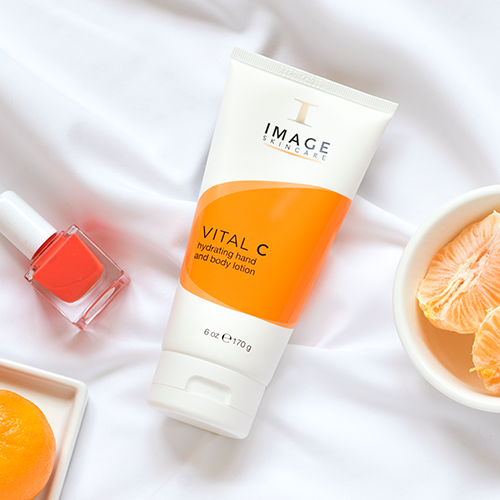 I
IMAGE
SKINCARE
VITAL C
hydrating hand
and body lotion
6 oz ℮ 170 g